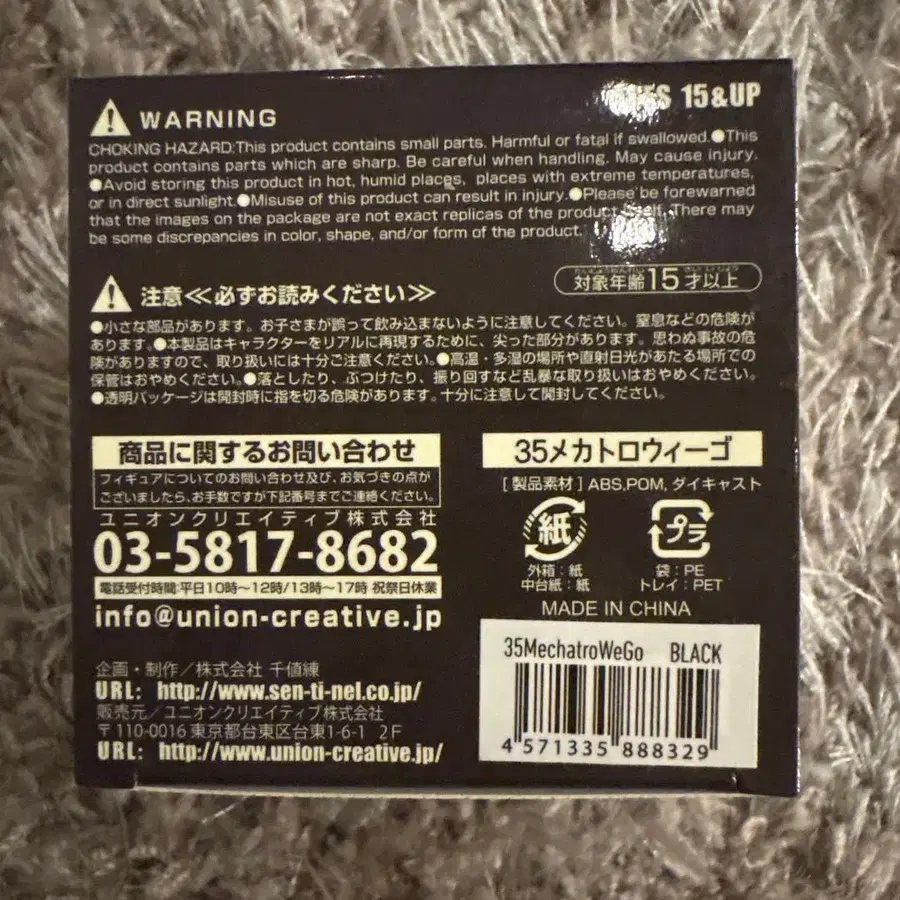 15&UP
WARNING
CHOKING HAZARD:This product contains small parts. Harmful or fatal if swallowed.●This
product contains parts which are sharp. Be careful when handling. May cause injury.
●Avoid storing this product in hot, humid places, places with extreme temperatures,
or in direct sunlight.●Misuse of this product can result in injury.●Please be forewarned
that the images on the package are not exact replicas of the product itself. There may
be some discrepancies in color, shape, and/or form of the product.
対象年齢15才以上
注意≪必ずお読みください≫
●小さな部品があります。お子さまが誤って飲み込まないように注意してください。窒息などの危険が
あります。●本製品はキャラクターをリアルに再現するために、尖った部分があります。思わぬ事故の危
険がありますので、取り扱いには十分ご注意ください。●高温・多湿の場所や直射日光があたる場所での
保管はおやめください。●落としたり、ぶつけたり、振り回すなど乱暴な取り扱いはおやめください。
●透明パッケージは開封時に指を切る危険があります。十分に注意して開封してください。
商品に関するお問い合わせ
フィギュアについてのお問い合わせ及び、お気づきの点が
ございましたら、お手数ですが下記番号までご連絡ください。
ユニオンクリエイティブ株式会社
03-5817-8682
電話受付時間:平日10時～12時/13時～17時 祝祭日休業
info@union-creative.jp
企画・制作／株式会社 千値練
URL: http://www.sen-ti-nel.co.jp/
販売元／ユニオンクリエイティブ株式会社
〒110-0016 東京都台東区台東1-6-1 2F
URL: http://www.union-creative.jp/
35メカトロウィーゴ
[製品素材] ABS,POM, ダイキャスト
紙 プラ
外箱：紙 袋：PE
中台紙：紙 トレイ：PET
MADE IN CHINA
35MechatroWeGo BLACK
4 571335 888329